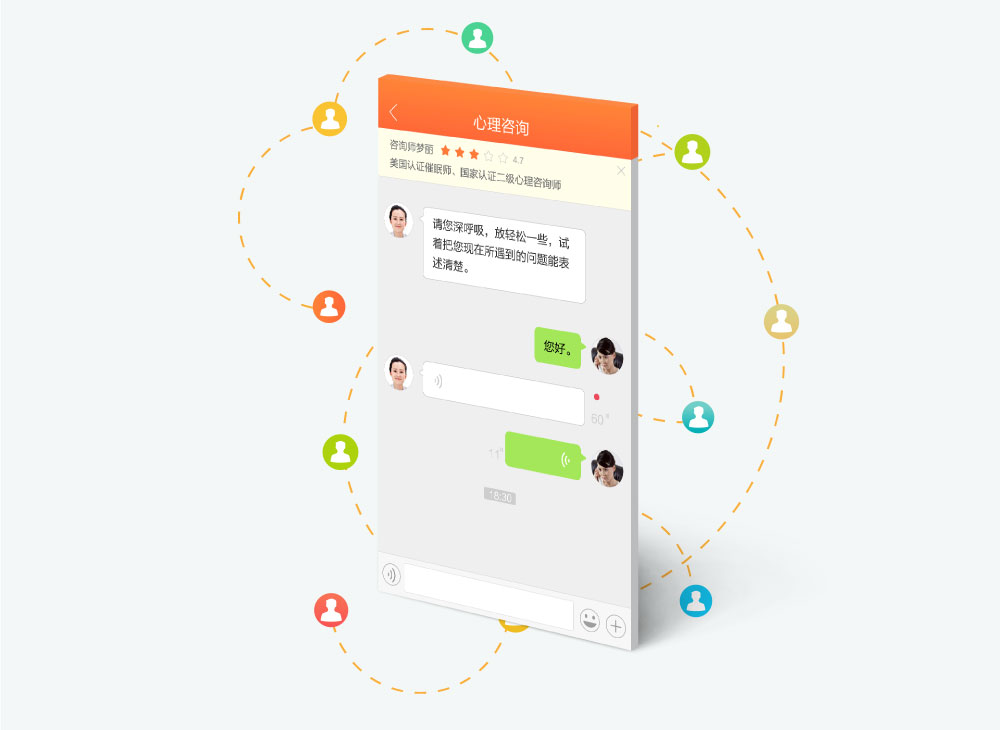 心理咨询
咨询师梦丽 4.7
美国认证催眠师、国家认证二级心理咨询师
请您深呼吸，放轻松一些，试
着把您现在所遇到的问题能表
述清楚。
您好。
60"
11"
18:30